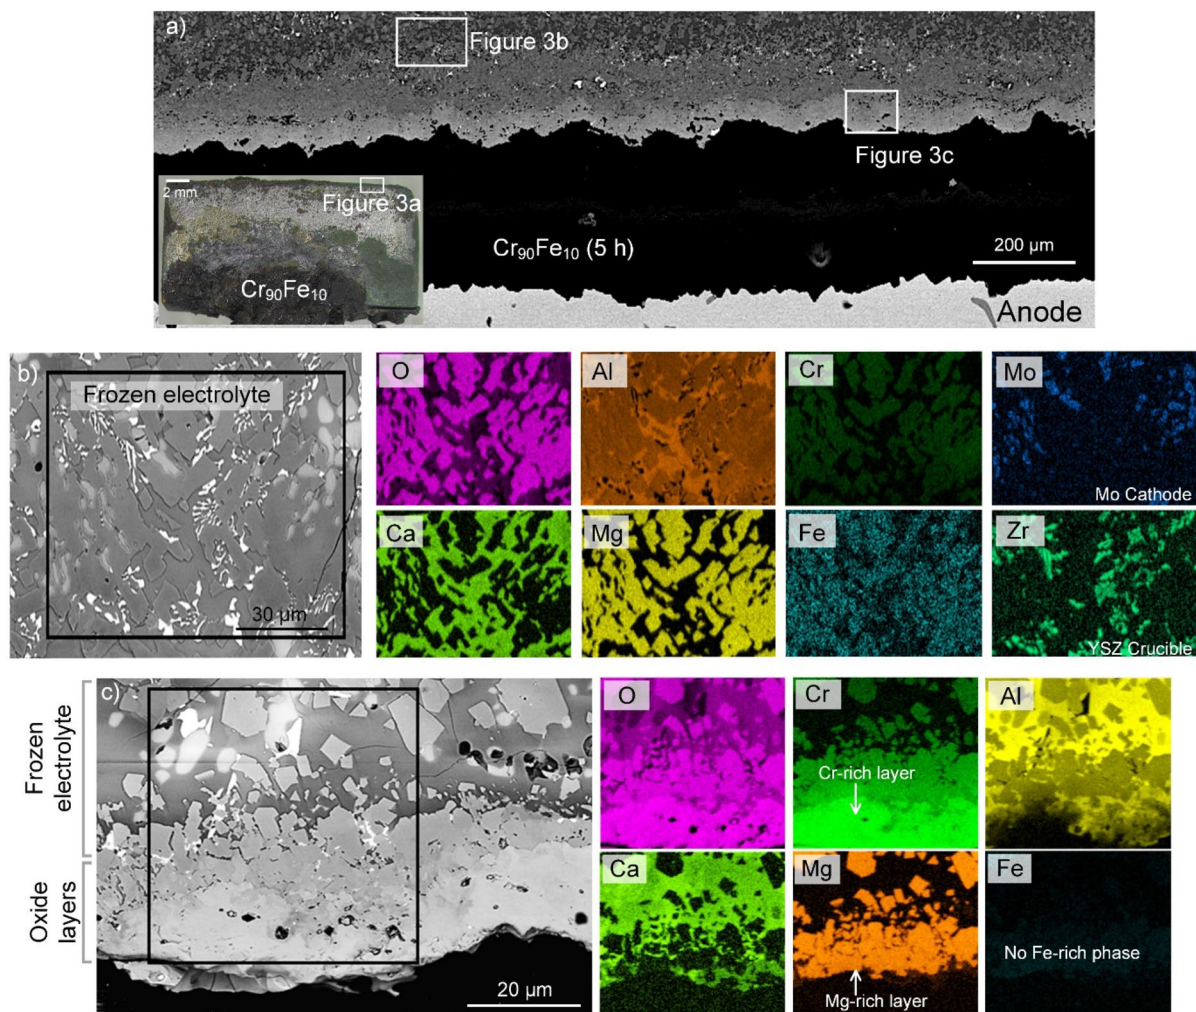 a)
Figure 3b
Figure 3c
2 mm
Figure 3a
Cr₉₀Fe₁₀
Cr₉₀Fe₁₀ (5 h)
200 µm
Anode
b)
Frozen electrolyte
30 µm
O
Al
Cr
Mo
Mo Cathode
Ca
Mg
Fe
Zr
YSZ Crucible
Frozen
electrolyte
Oxide
layers
c)
20 µm
O
Cr
Cr-rich layer
Al
Ca
Mg
Mg-rich layer
Fe
No Fe-rich phase